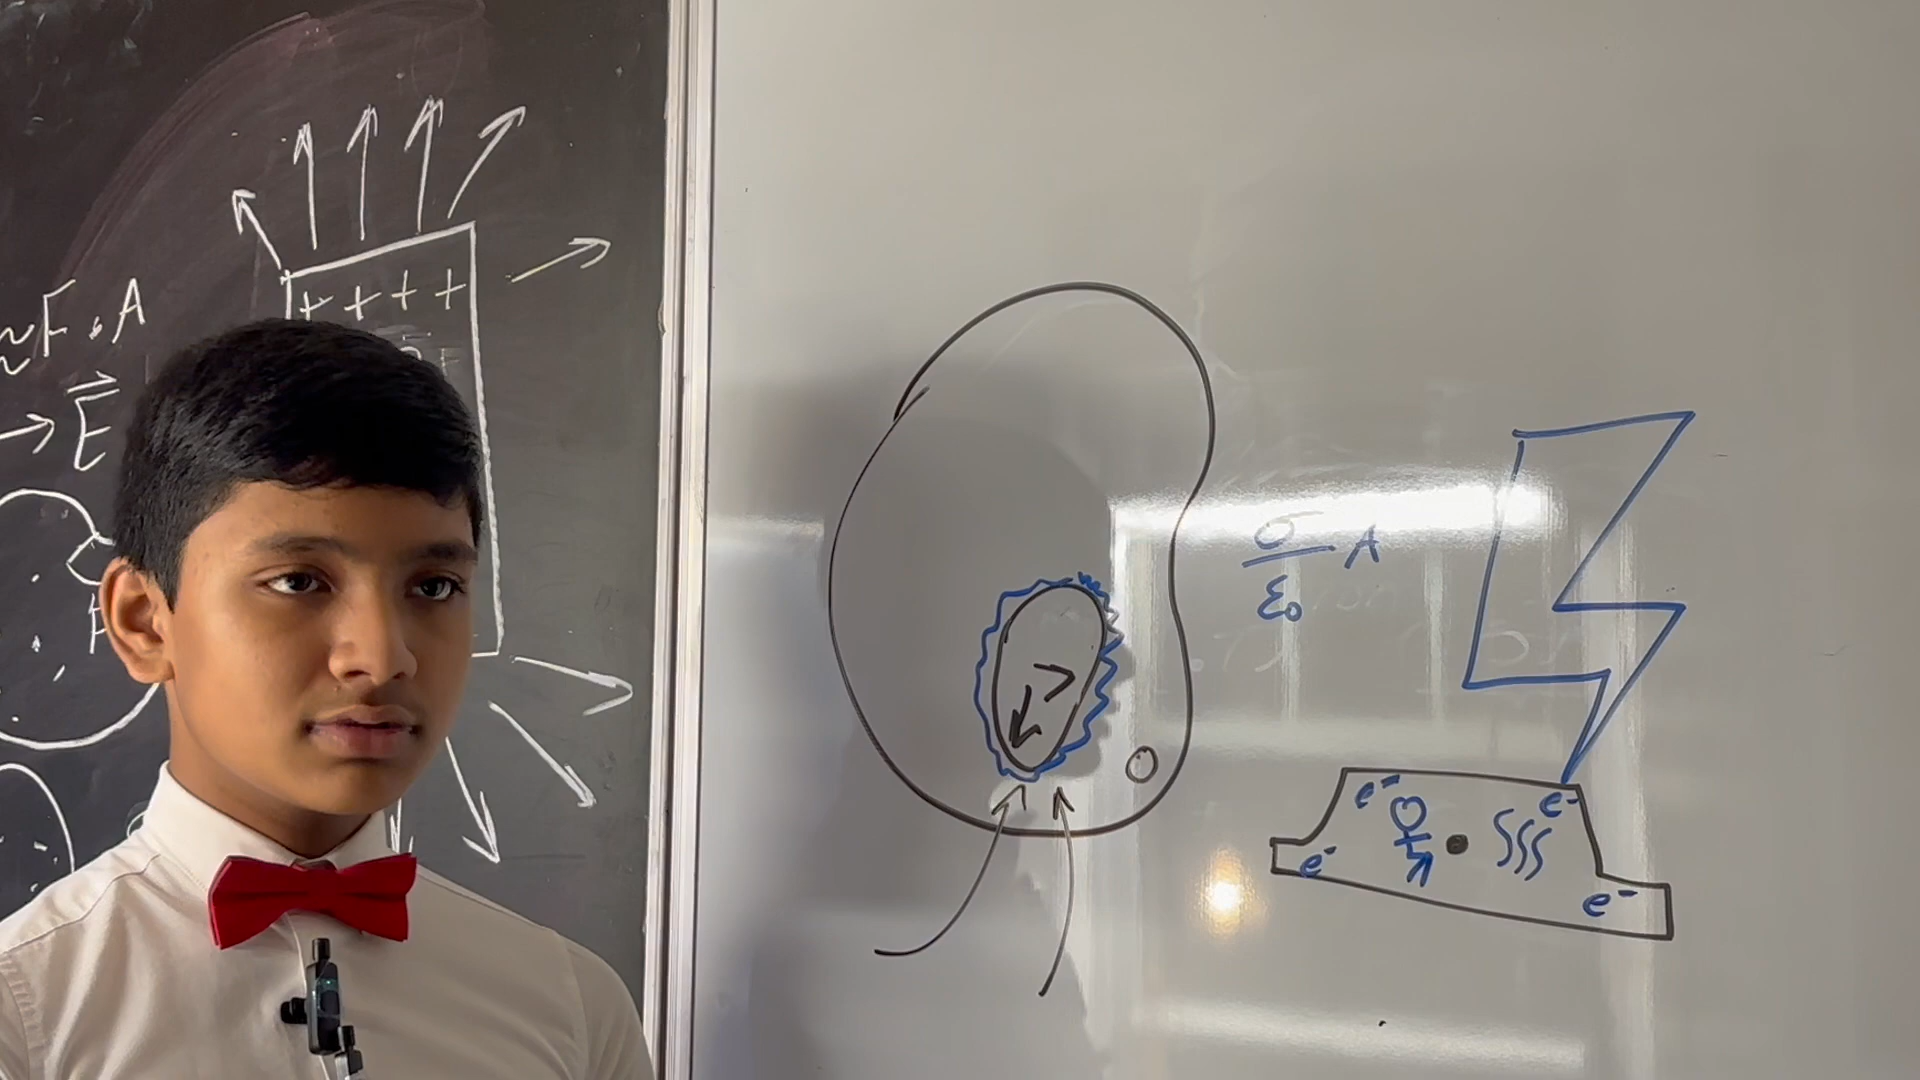 + + + +
F · A
→ E
σ/ε₀ A
e⁻ e⁻
e⁻ e⁻